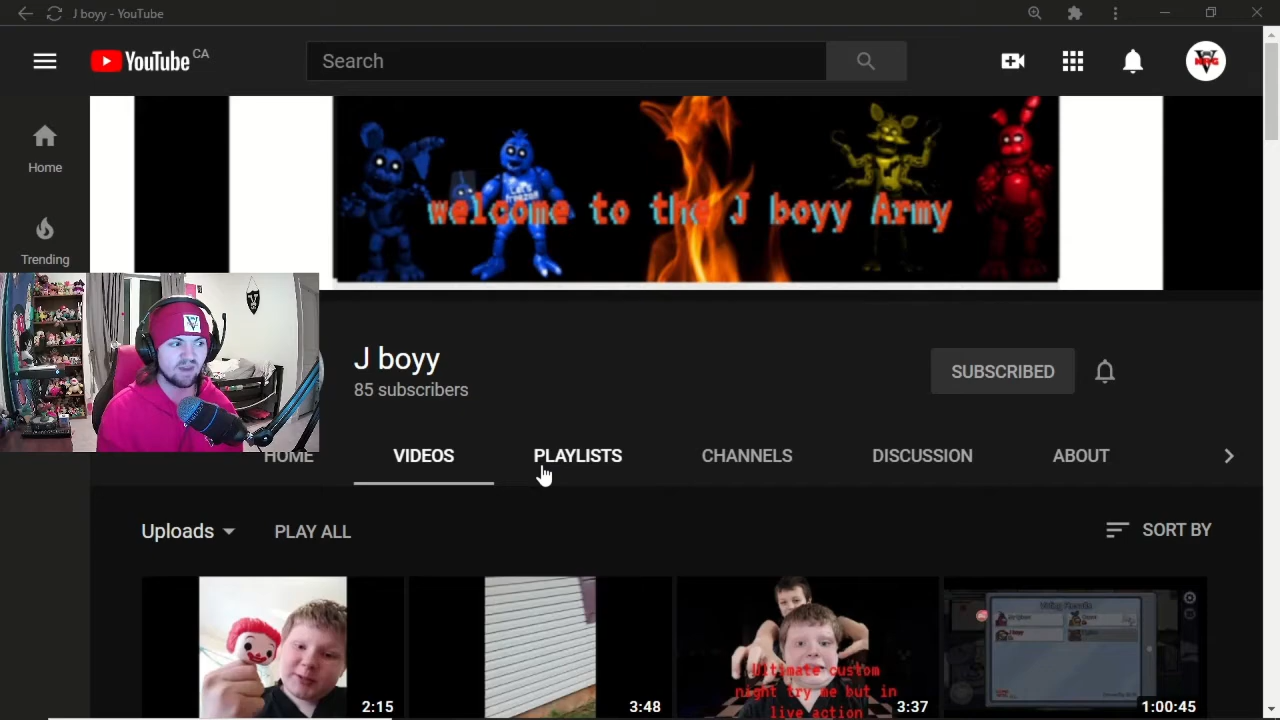 J boyy - YouTube
YouTube CA
Search
Home
Trending
welcome to the J boyy Army
J boyy
85 subscribers
SUBSCRIBED
HOME
VIDEOS
PLAYLISTS
CHANNELS
DISCUSSION
ABOUT
Uploads
PLAY ALL
SORT BY
2:15
3:48
Ultimate custom
night try me but in
live action
3:37
1:00:45